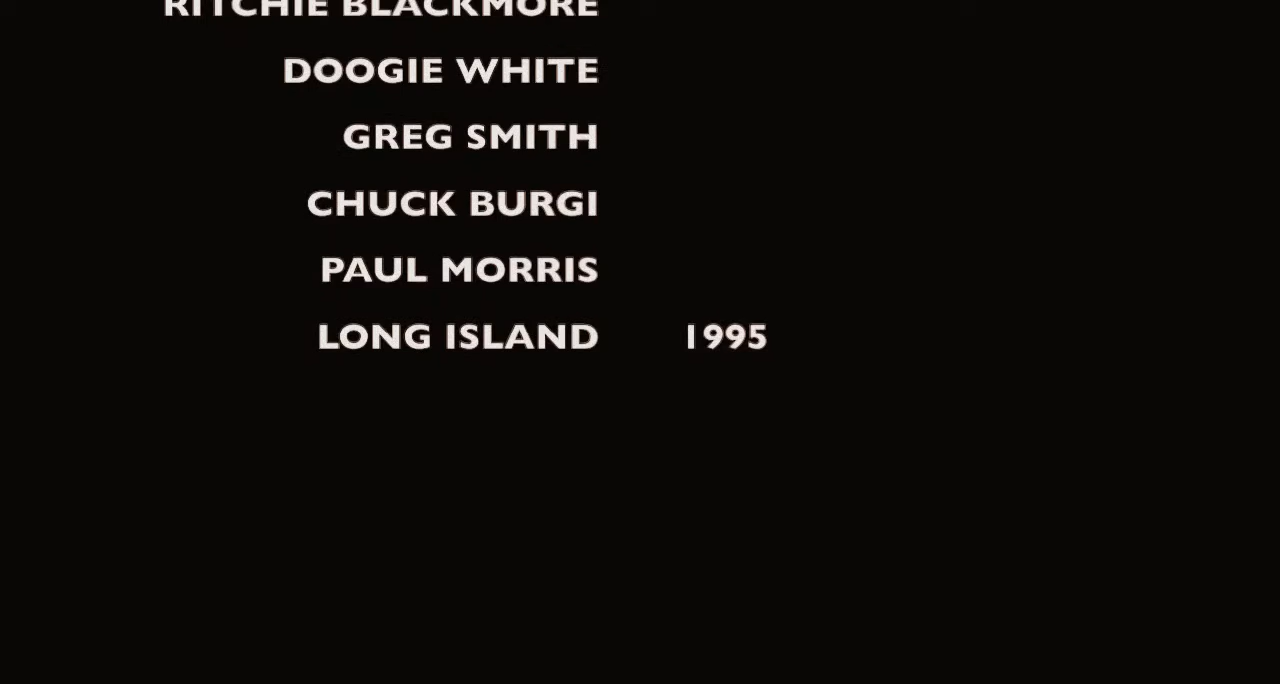 RITCHIE BLACKMORE
DOOGIE WHITE
GREG SMITH
CHUCK BURGI
PAUL MORRIS
LONG ISLAND 1995